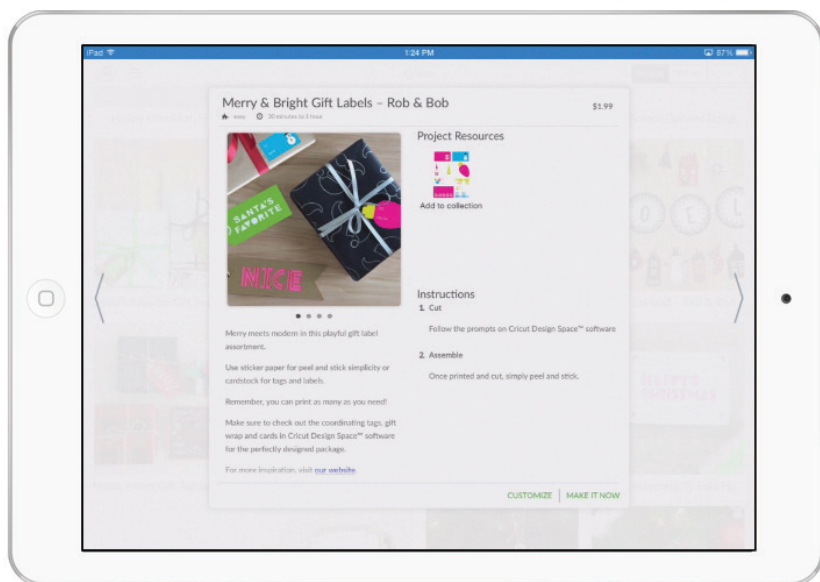 iPad
1:24 PM
87%
Merry & Bright Gift Labels – Rob & Bob
$1.99
easy
30 minutes to 1 hour
Project Resources
SANTA'S
FAVORITE
NICE
Add to collection
Instructions
1. Cut
Follow the prompts on Cricut Design Space™ software
2. Assemble
Once printed and cut, simply peel and stick.
Merry meets modern in this playful gift label
assortment.
Use sticker paper for peel and stick simplicity or
cardstock for tags and labels.
Remember, you can print as many as you need!
Make sure to check out the coordinating tags, gift
wrap and cards in Cricut Design Space™ software
for the perfectly designed package.
For more inspiration, visit our website.
CUSTOMIZE
MAKE IT NOW